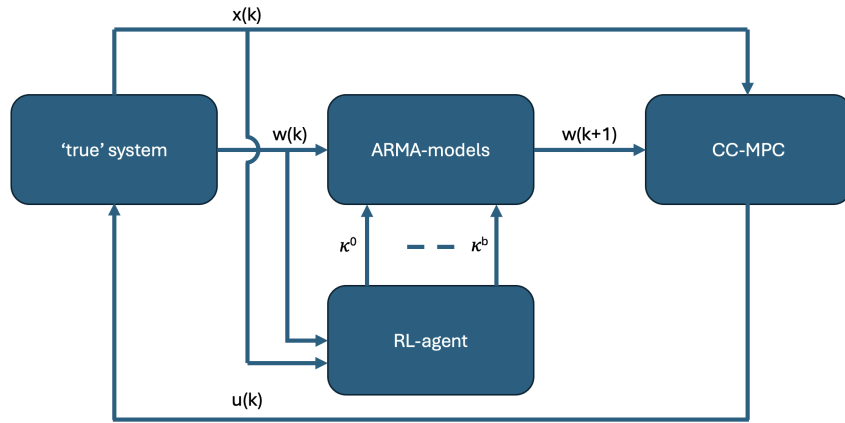 x(k)
‘true’ system
w(k)
ARMA-models
w(k+1)
CC-MPC
κ⁰
κᵇ
RL-agent
u(k)